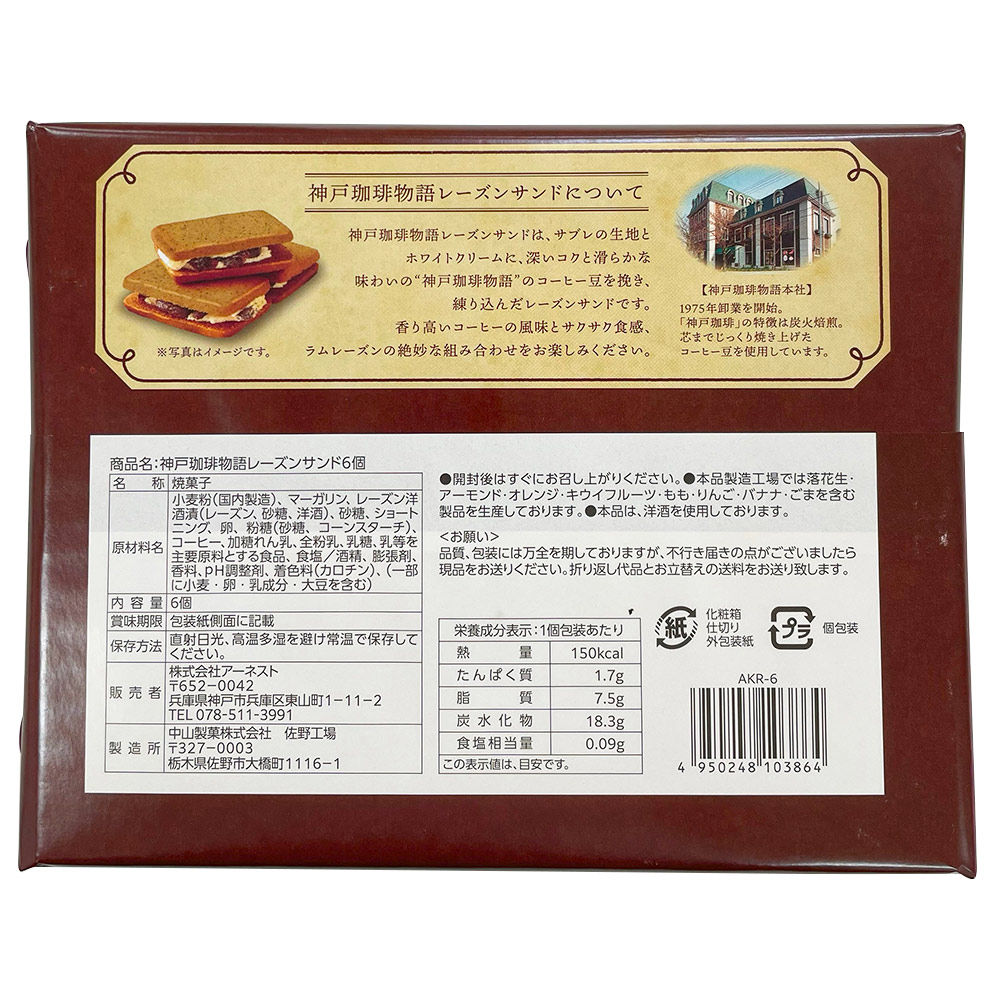 神戸珈琲物語レーズンサンドについて
神戸珈琲物語レーズンサンドは、サブレの生地と
ホワイトクリームに、深いコクと滑らかな
味わいの“神戸珈琲物語”のコーヒー豆を挽き、
練り込んだレーズンサンドです。
香り高いコーヒーの風味とサクサク食感、
ラムレーズンの絶妙な組み合わせをお楽しみください。
※写真はイメージです。
【神戸珈琲物語本社】
1975年卸業を開始。
「神戸珈琲」の特徴は炭火焙煎。
芯までじっくり焼き上げた
コーヒー豆を使用しています。
商品名:神戸珈琲物語レーズンサンド6個
名 称 焼菓子
原材料名 小麦粉(国内製造)、マーガリン、レーズン洋
酒漬(レーズン、砂糖、洋酒)、砂糖、ショート
ニング、卵、粉糖(砂糖、コーンスターチ)、
コーヒー、加糖れん乳、全粉乳、乳糖、乳等を
主要原料とする食品、食塩/酒精、膨張剤、
香料、pH調整剤、着色料(カロチン)、(一部
に小麦・卵・乳成分・大豆を含む)
内 容 量 6個
賞味期限 包装紙側面に記載
保存方法 直射日光、高温多湿を避け常温で保存して
ください。
販 売 者 株式会社アーネスト
〒652-0042
兵庫県神戸市兵庫区東山町1-11-2
TEL 078-511-3991
製 造 所 中山製菓株式会社 佐野工場
〒327-0003
栃木県佐野市大橋町1116-1
●開封後はすぐにお召し上がりください。●本品製造工場では落花生・
アーモンド・オレンジ・キウイフルーツ・もも・りんご・バナナ・ごまを含む
製品を生産しております。●本品は、洋酒を使用しております。
<お願い>
品質、包装には万全を期しておりますが、不行き届きの点がございましたら
現品をお送りください。折り返し代品とお立替えの送料をお送り致します。
栄養成分表示:1個包装あたり
熱 量 150kcal
たんぱく質 1.7g
脂 質 7.5g
炭水化物 18.3g
食塩相当量 0.09g
この表示値は、目安です。
紙 化粧箱
仕切り
外包装紙
プラ 個包装
AKR-6
4 950248 103864